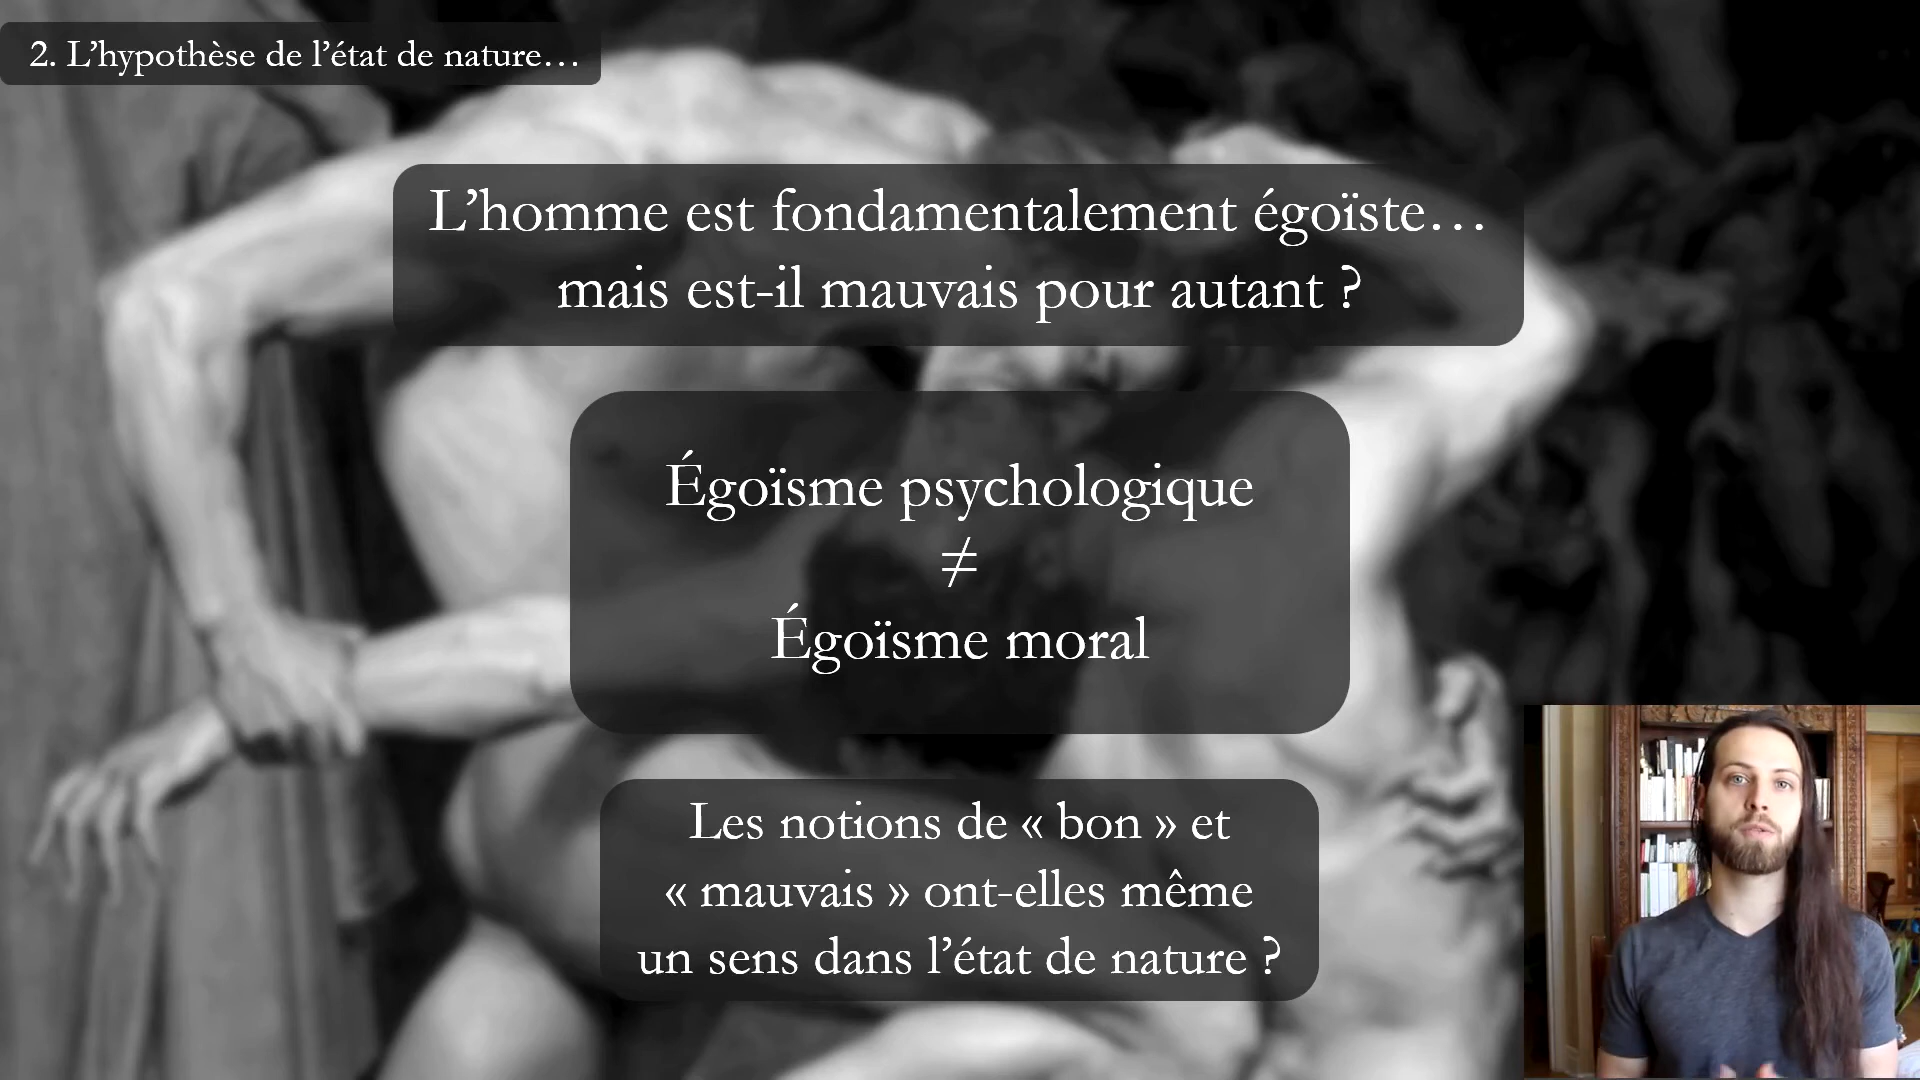 2. L’hypothèse de l’état de nature…
L’homme est fondamentalement égoïste…
mais est-il mauvais pour autant ?
Égoïsme psychologique
≠
Égoïsme moral
Les notions de « bon » et
« mauvais » ont-elles même
un sens dans l’état de nature ?